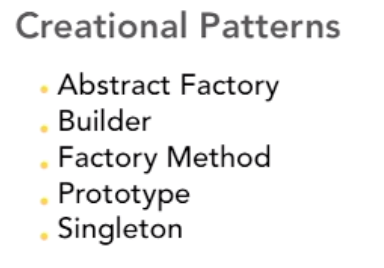 Creational Patterns
Abstract Factory
Builder
Factory Method
Prototype
Singleton